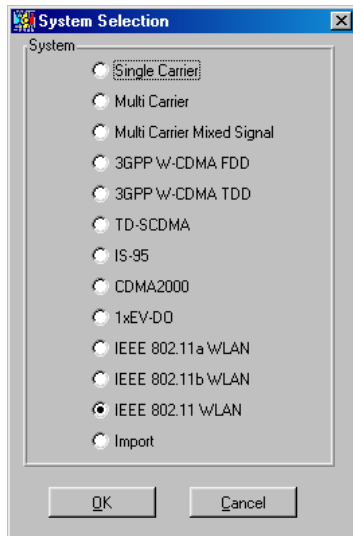 System Selection
System
Single Carrier
Multi Carrier
Multi Carrier Mixed Signal
3GPP W-CDMA FDD
3GPP W-CDMA TDD
TD-SCDMA
IS-95
CDMA2000
1xEV-DO
IEEE 802.11a WLAN
IEEE 802.11b WLAN
IEEE 802.11 WLAN
Import
OK Cancel